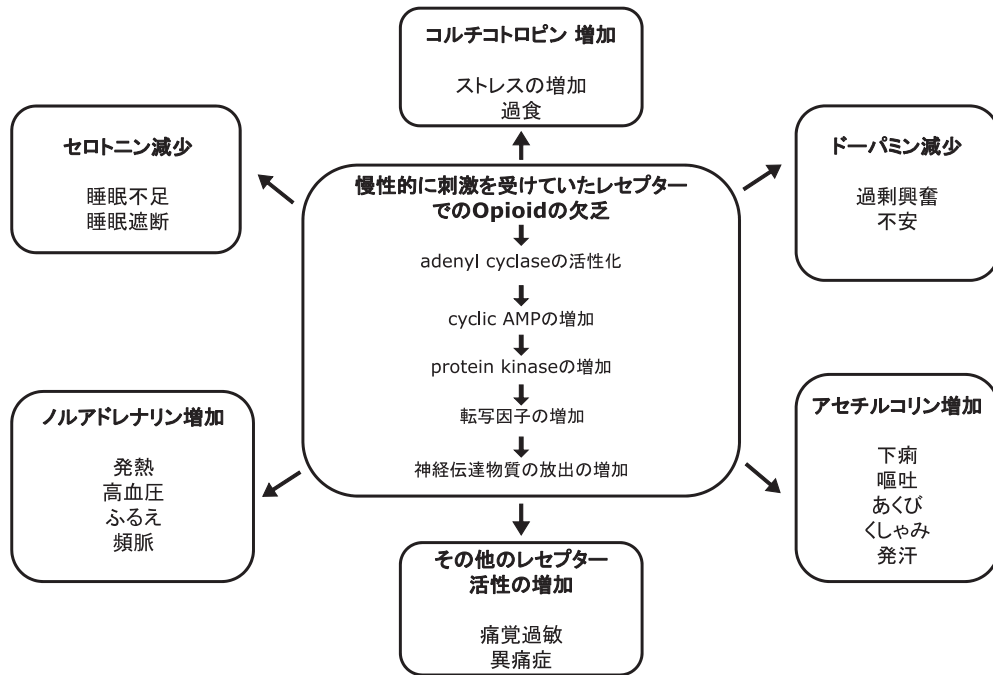 コルチコトロピン 増加
ストレスの増加
過食
セロトニン減少
睡眠不足
睡眠遮断
ドーパミン減少
過剰興奮
不安
慢性的に刺激を受けていたレセプター
でのOpioidの欠乏
adenyl cyclaseの活性化
cyclic AMPの増加
protein kinaseの増加
転写因子の増加
神経伝達物質の放出の増加
ノルアドレナリン増加
発熱
高血圧
ふるえ
頻脈
アセチルコリン増加
下痢
嘔吐
あくび
くしゃみ
発汗
その他のレセプター
活性の増加
痛覚過敏
異痛症